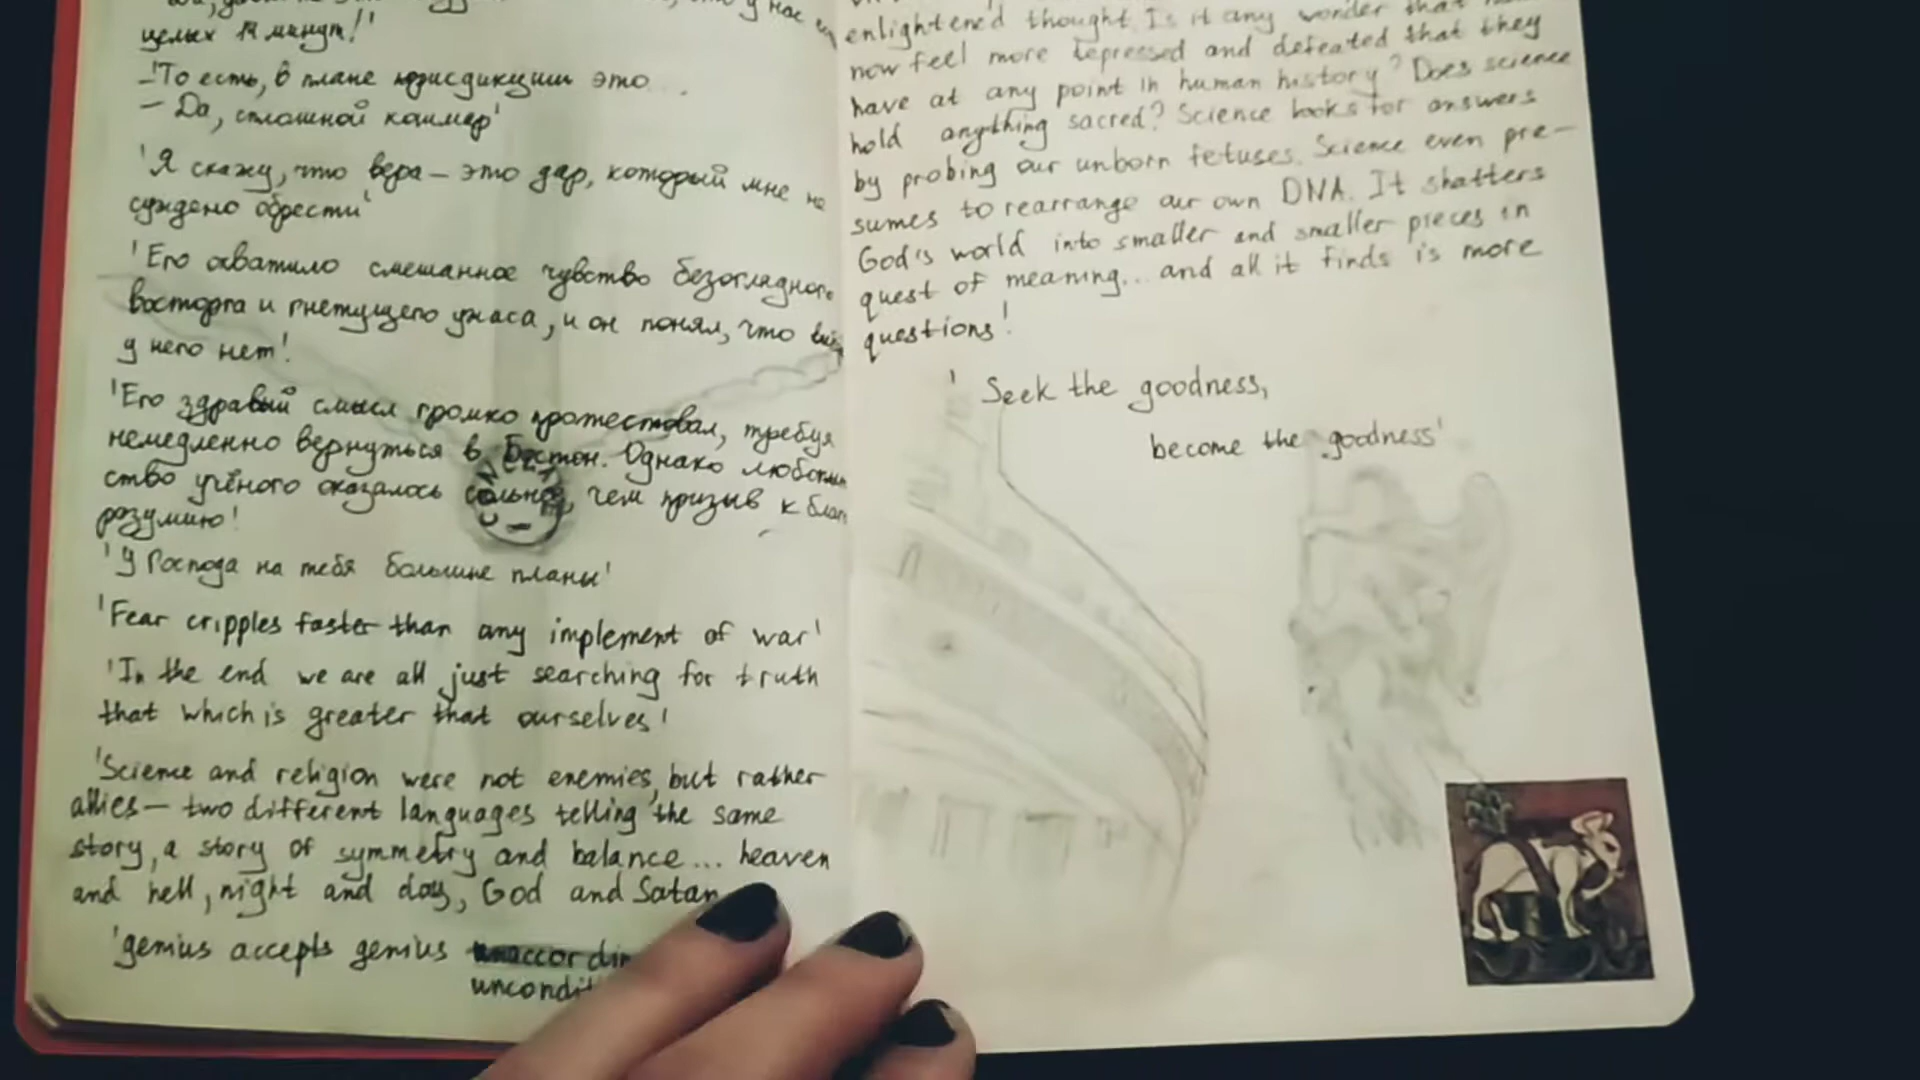 у нас
целых 14 минут!'
-'То есть, в плане юрисдикции это...
- Да, сплошной кошмар'
'Я скажу, что вера - это дар, который мне не
суждено обрести'
'Его охватило смешанное чувство безоглядного
восторга и гнетущего ужаса, и он понял, что
у него нет!
'Его здравый смысл громко протестовал, требуя
немедленно вернуться в Бостон. Однако любопыт
ство учёного оказалось сильнее, чем призыв к благо
розумию!
'У Господа на тебя большие планы'
'Fear cripples faster than any implement of war'
'In the end we are all just searching for truth
that which is greater that ourselves'
'Science and religion were not enemies, but rather
allies — two different languages telling the same
story, a story of symmetry and balance... heaven
and hell, night and day, God and Satan
'genius accepts genius
uncondit
enlightened thought. Is it any wonder that
now feel more depressed and defeated that they
have at any point in human history? Does science
hold anything sacred? Science looks for answers
by probing our unborn fetuses. Science even pre-
sumes to rearrange our own DNA. It shatters
God's world into smaller and smaller pieces in
quest of meaning... and all it finds is more
questions!
' Seek the goodness,
become the goodness'